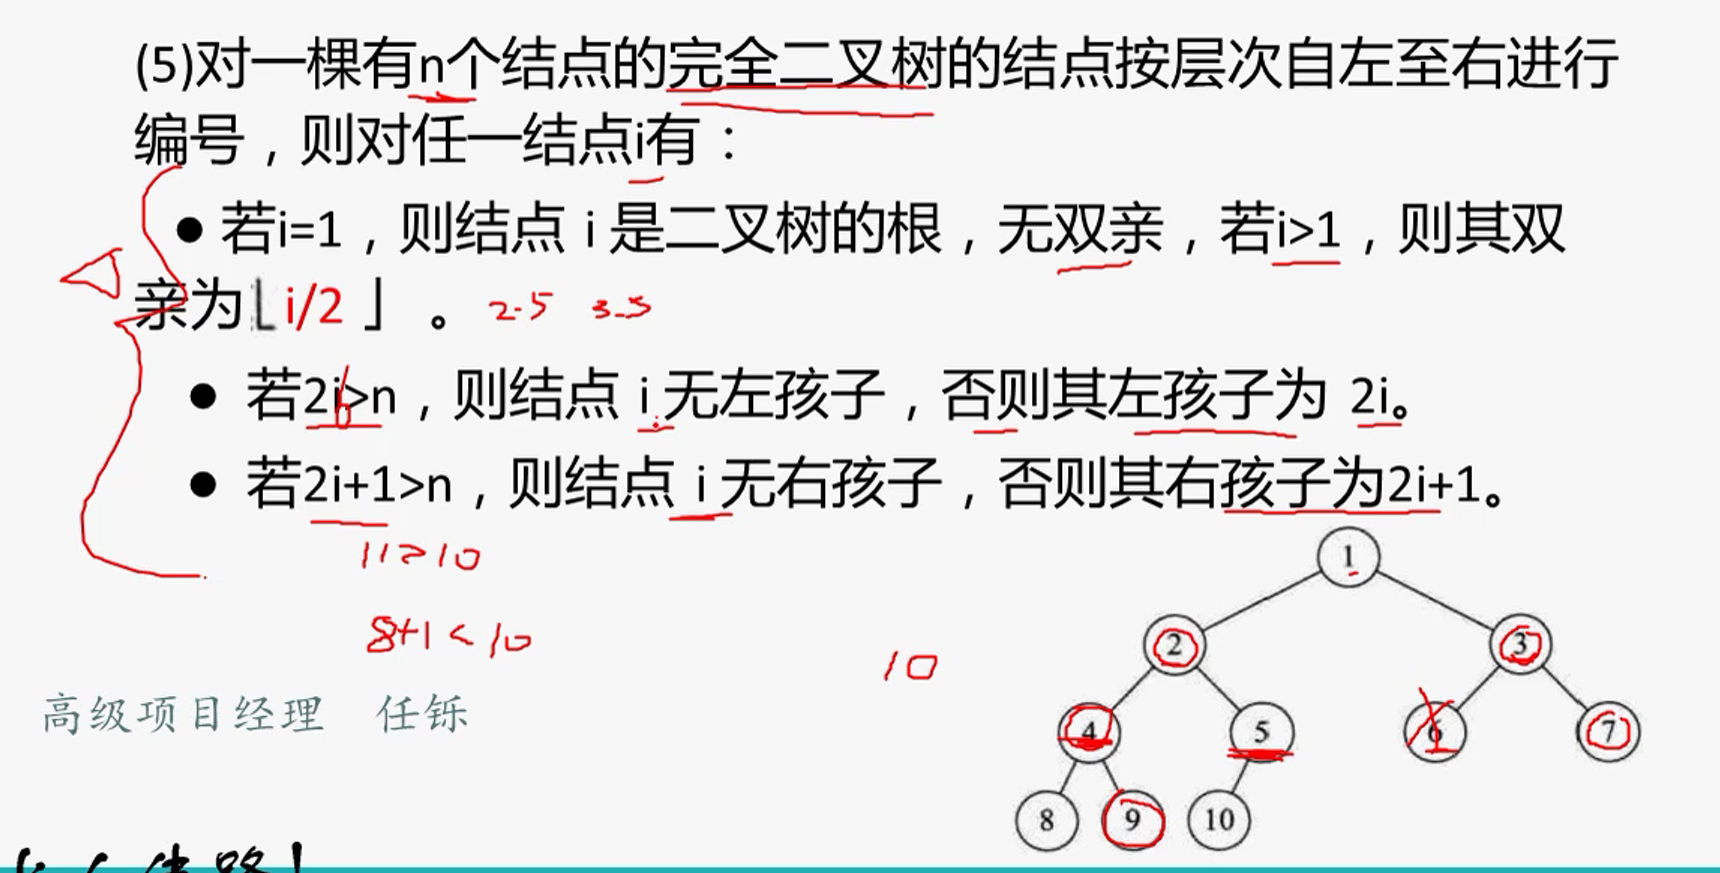 (5)对一棵有n个结点的完全二叉树的结点按层次自左至右进行
编号，则对任一结点i有：
● 若i=1，则结点 i 是二叉树的根，无双亲，若i>1，则其双
亲为⌊ i/2 ⌋ 。 2.5 3.5
● 若2i>n，则结点 i 无左孩子，否则其左孩子为 2i。
6
● 若2i+1>n，则结点 i 无右孩子，否则其右孩子为2i+1。
11>10
8+1<10
10
高级项目经理 任铄
1
2 3
4 5 6 7
8 9 10